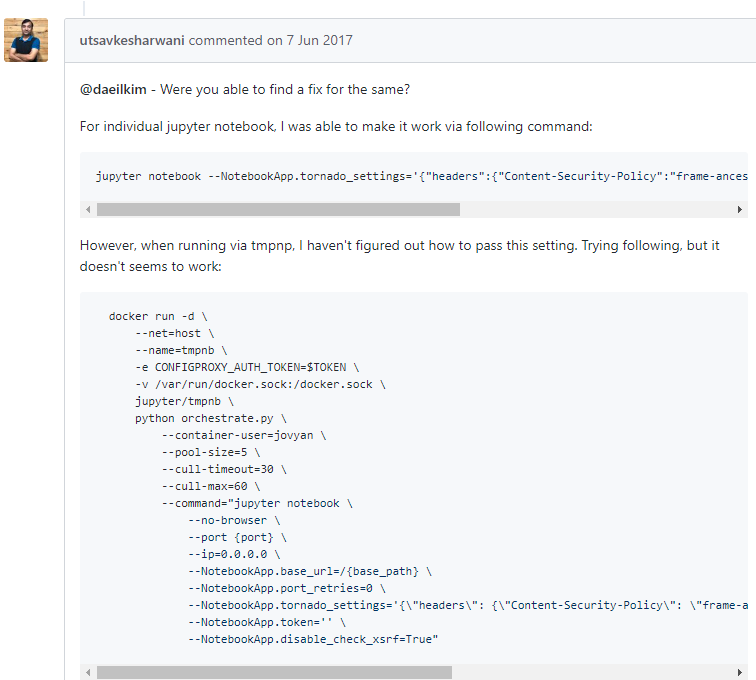 utsavkesharwani commented on 7 Jun 2017
@daeilkim - Were you able to find a fix for the same?
For individual jupyter notebook, I was able to make it work via following command:
jupyter notebook --NotebookApp.tornado_settings='{"headers":{"Content-Security-Policy":"frame-ances
However, when running via tmpnp, I haven't figured out how to pass this setting. Trying following, but it
doesn't seems to work:
docker run -d \
--net=host \
--name=tmpnb \
-e CONFIGPROXY_AUTH_TOKEN=$TOKEN \
-v /var/run/docker.sock:/docker.sock \
jupyter/tmpnb \
python orchestrate.py \
--container-user=jovyan \
--pool-size=5 \
--cull-timeout=30 \
--cull-max=60 \
--command="jupyter notebook \
--no-browser \
--port {port} \
--ip=0.0.0.0 \
--NotebookApp.base_url=/{base_path} \
--NotebookApp.port_retries=0 \
--NotebookApp.tornado_settings='{\"headers\": {\"Content-Security-Policy\": \"frame-a
--NotebookApp.token='' \
--NotebookApp.disable_check_xsrf=True"